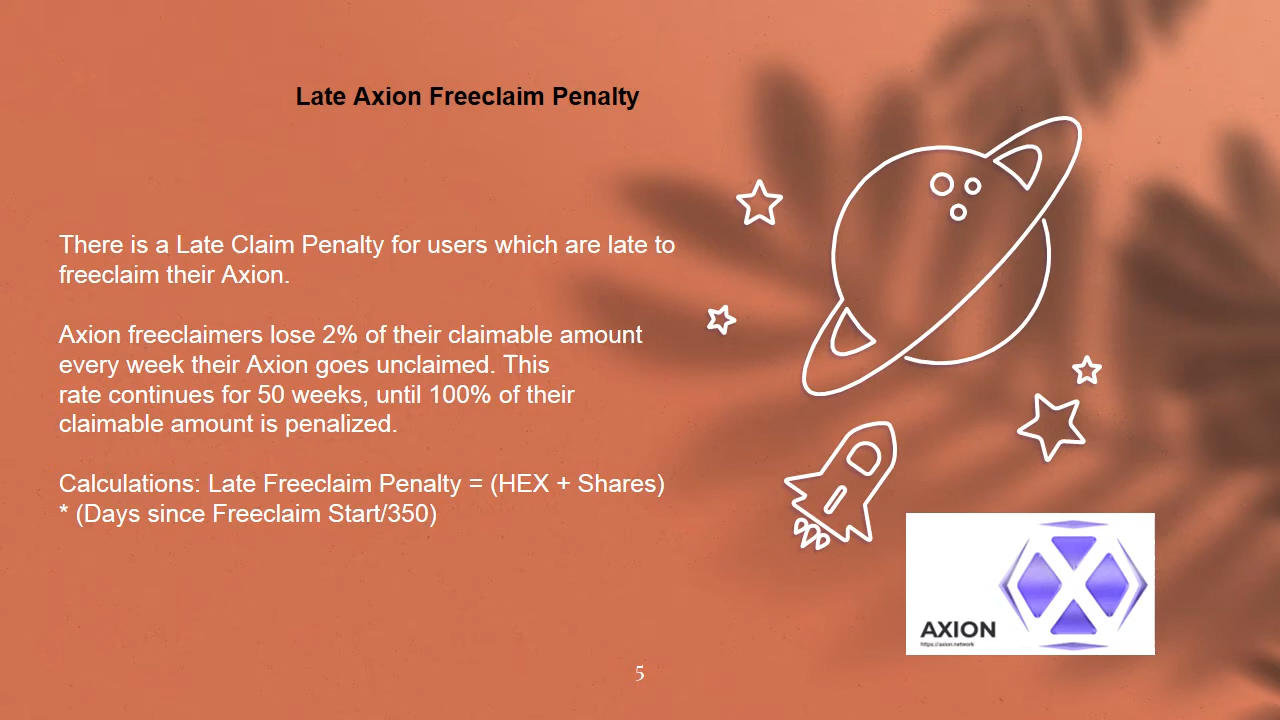 Late Axion Freeclaim Penalty
There is a Late Claim Penalty for users which are late to
freeclaim their Axion.
Axion freeclaimers lose 2% of their claimable amount
every week their Axion goes unclaimed. This
rate continues for 50 weeks, until 100% of their
claimable amount is penalized.
Calculations: Late Freeclaim Penalty = (HEX + Shares)
* (Days since Freeclaim Start/350)
AXION
https://axion.network
5